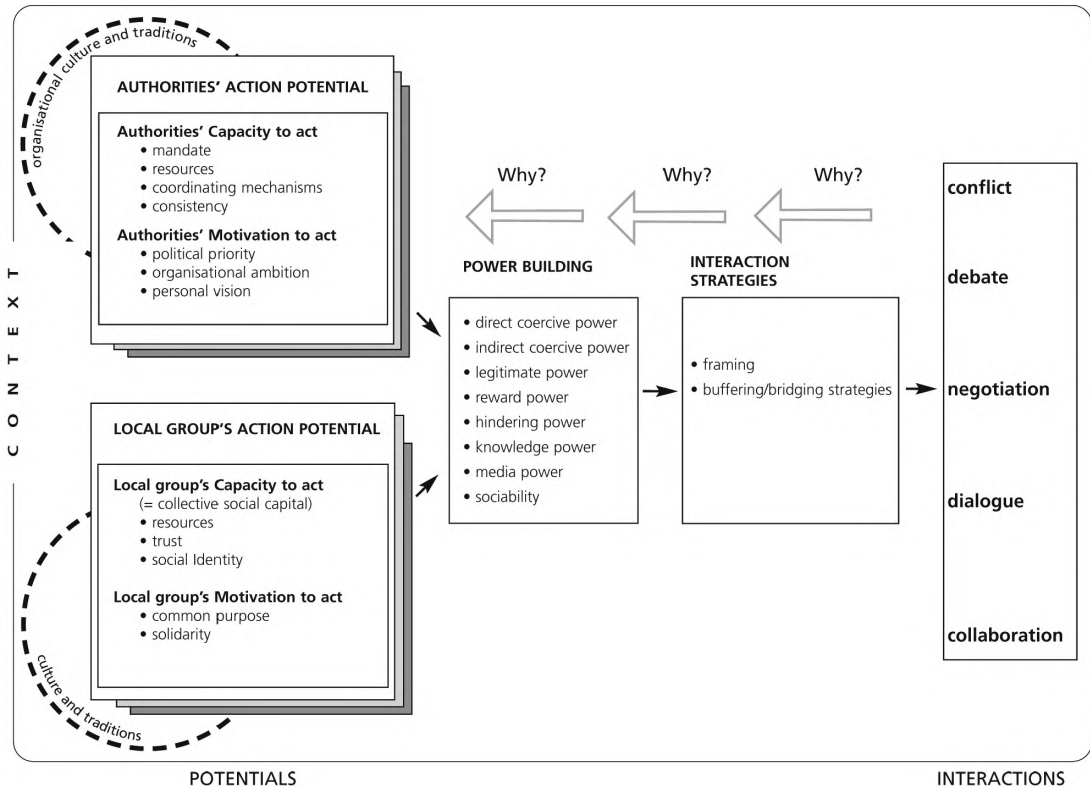 organisational culture and traditions
AUTHORITIES' ACTION POTENTIAL
Authorities' Capacity to act
• mandate
• resources
• coordinating mechanisms
• consistency
Authorities' Motivation to act
• political priority
• organisational ambition
• personal vision
CONTEXT
LOCAL GROUP'S ACTION POTENTIAL
Local group's Capacity to act
(= collective social capital)
• resources
• trust
• social Identity
Local group's Motivation to act
• common purpose
• solidarity
culture and traditions
Why?
Why?
Why?
POWER BUILDING
• direct coercive power
• indirect coercive power
• legitimate power
• reward power
• hindering power
• knowledge power
• media power
• sociability
INTERACTION
STRATEGIES
• framing
• buffering/bridging strategies
conflict
debate
negotiation
dialogue
collaboration
POTENTIALS
INTERACTIONS